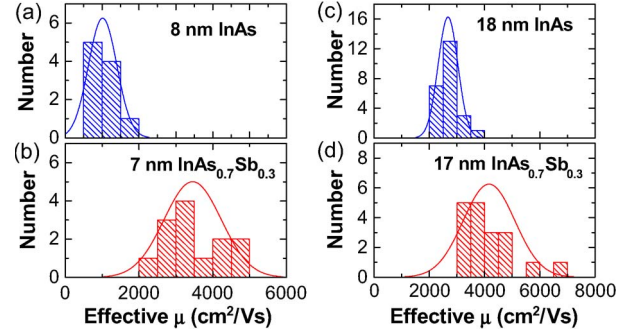 (a)
8 nm InAs
6
4
2
0
Number
(b)
7 nm InAs0.7Sb0.3
6
4
2
0
Number
0 2000 4000 6000
Effective μ (cm²/Vs)
(c)
18 nm InAs
16
12
8
4
0
Number
(d)
17 nm InAs0.7Sb0.3
8
6
4
2
0
Number
0 2000 4000 6000 8000
Effective μ (cm²/Vs)